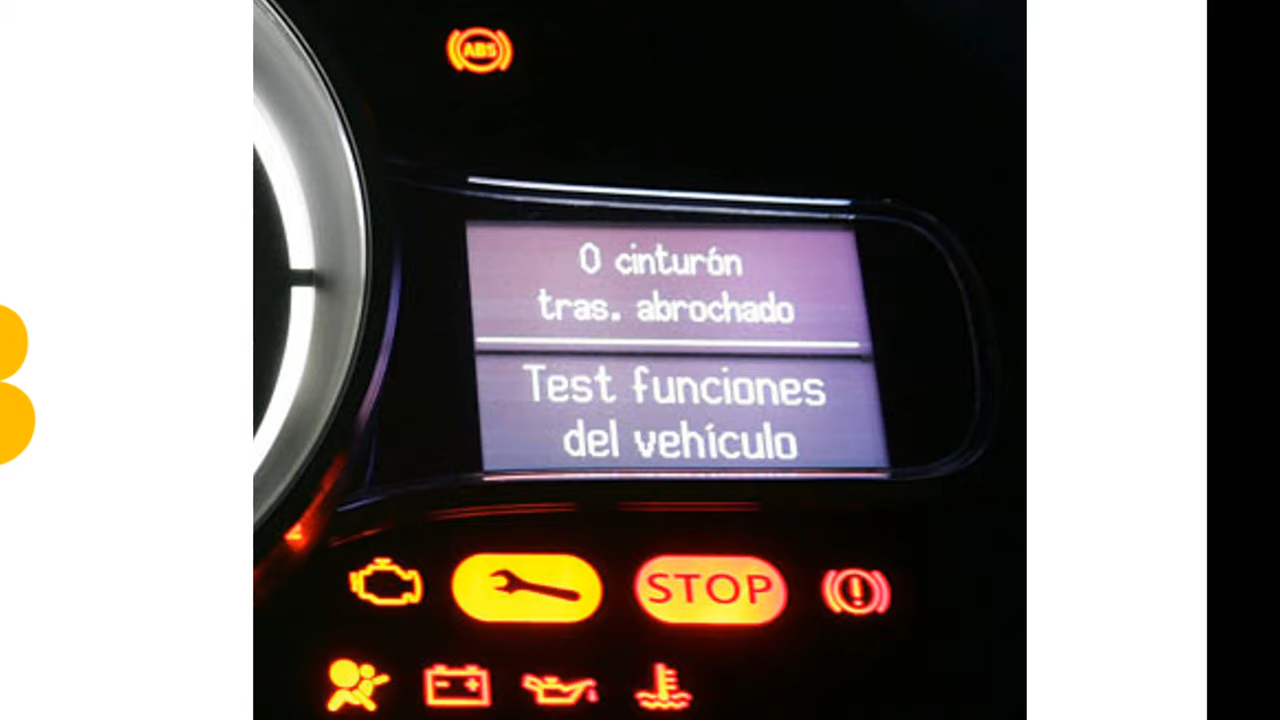 ABS
0 cinturón
tras. abrochado
Test funciones
del vehículo
STOP